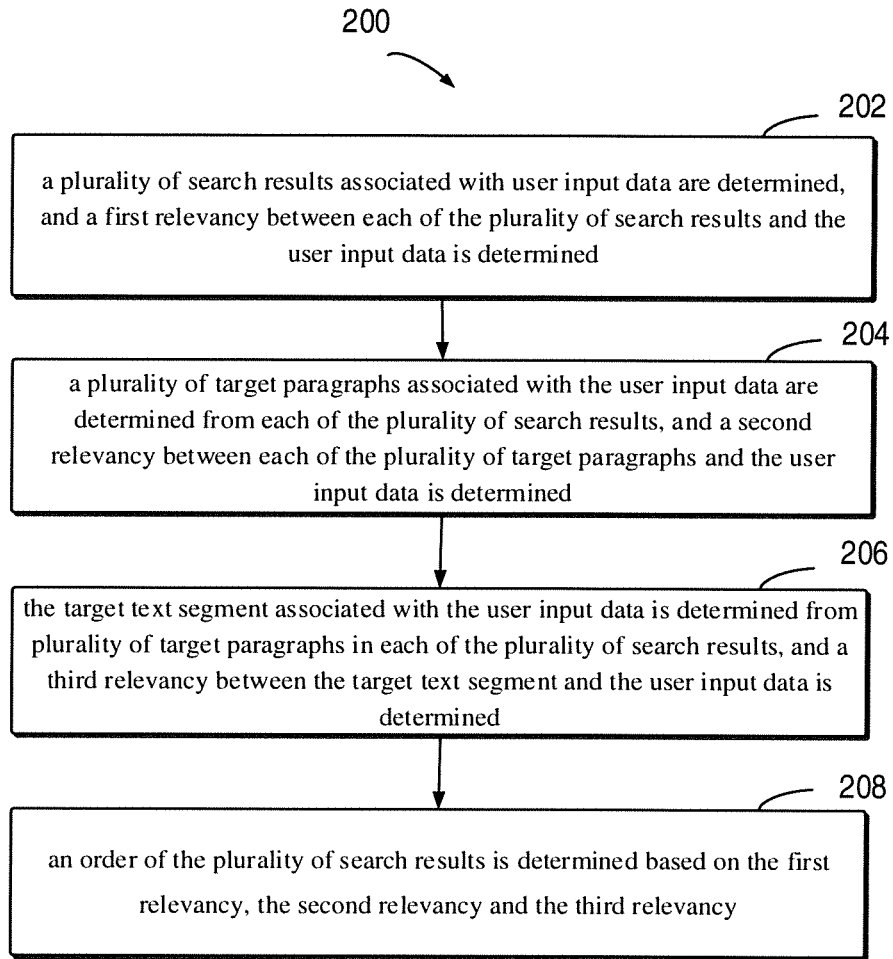 200
202
a plurality of search results associated with user input data are determined,
and a first relevancy between each of the plurality of search results and the
user input data is determined
204
a plurality of target paragraphs associated with the user input data are
determined from each of the plurality of search results, and a second
relevancy between each of the plurality of target paragraphs and the user
input data is determined
206
the target text segment associated with the user input data is determined from
plurality of target paragraphs in each of the plurality of search results, and a
third relevancy between the target text segment and the user input data is
determined
208
an order of the plurality of search results is determined based on the first
relevancy, the second relevancy and the third relevancy